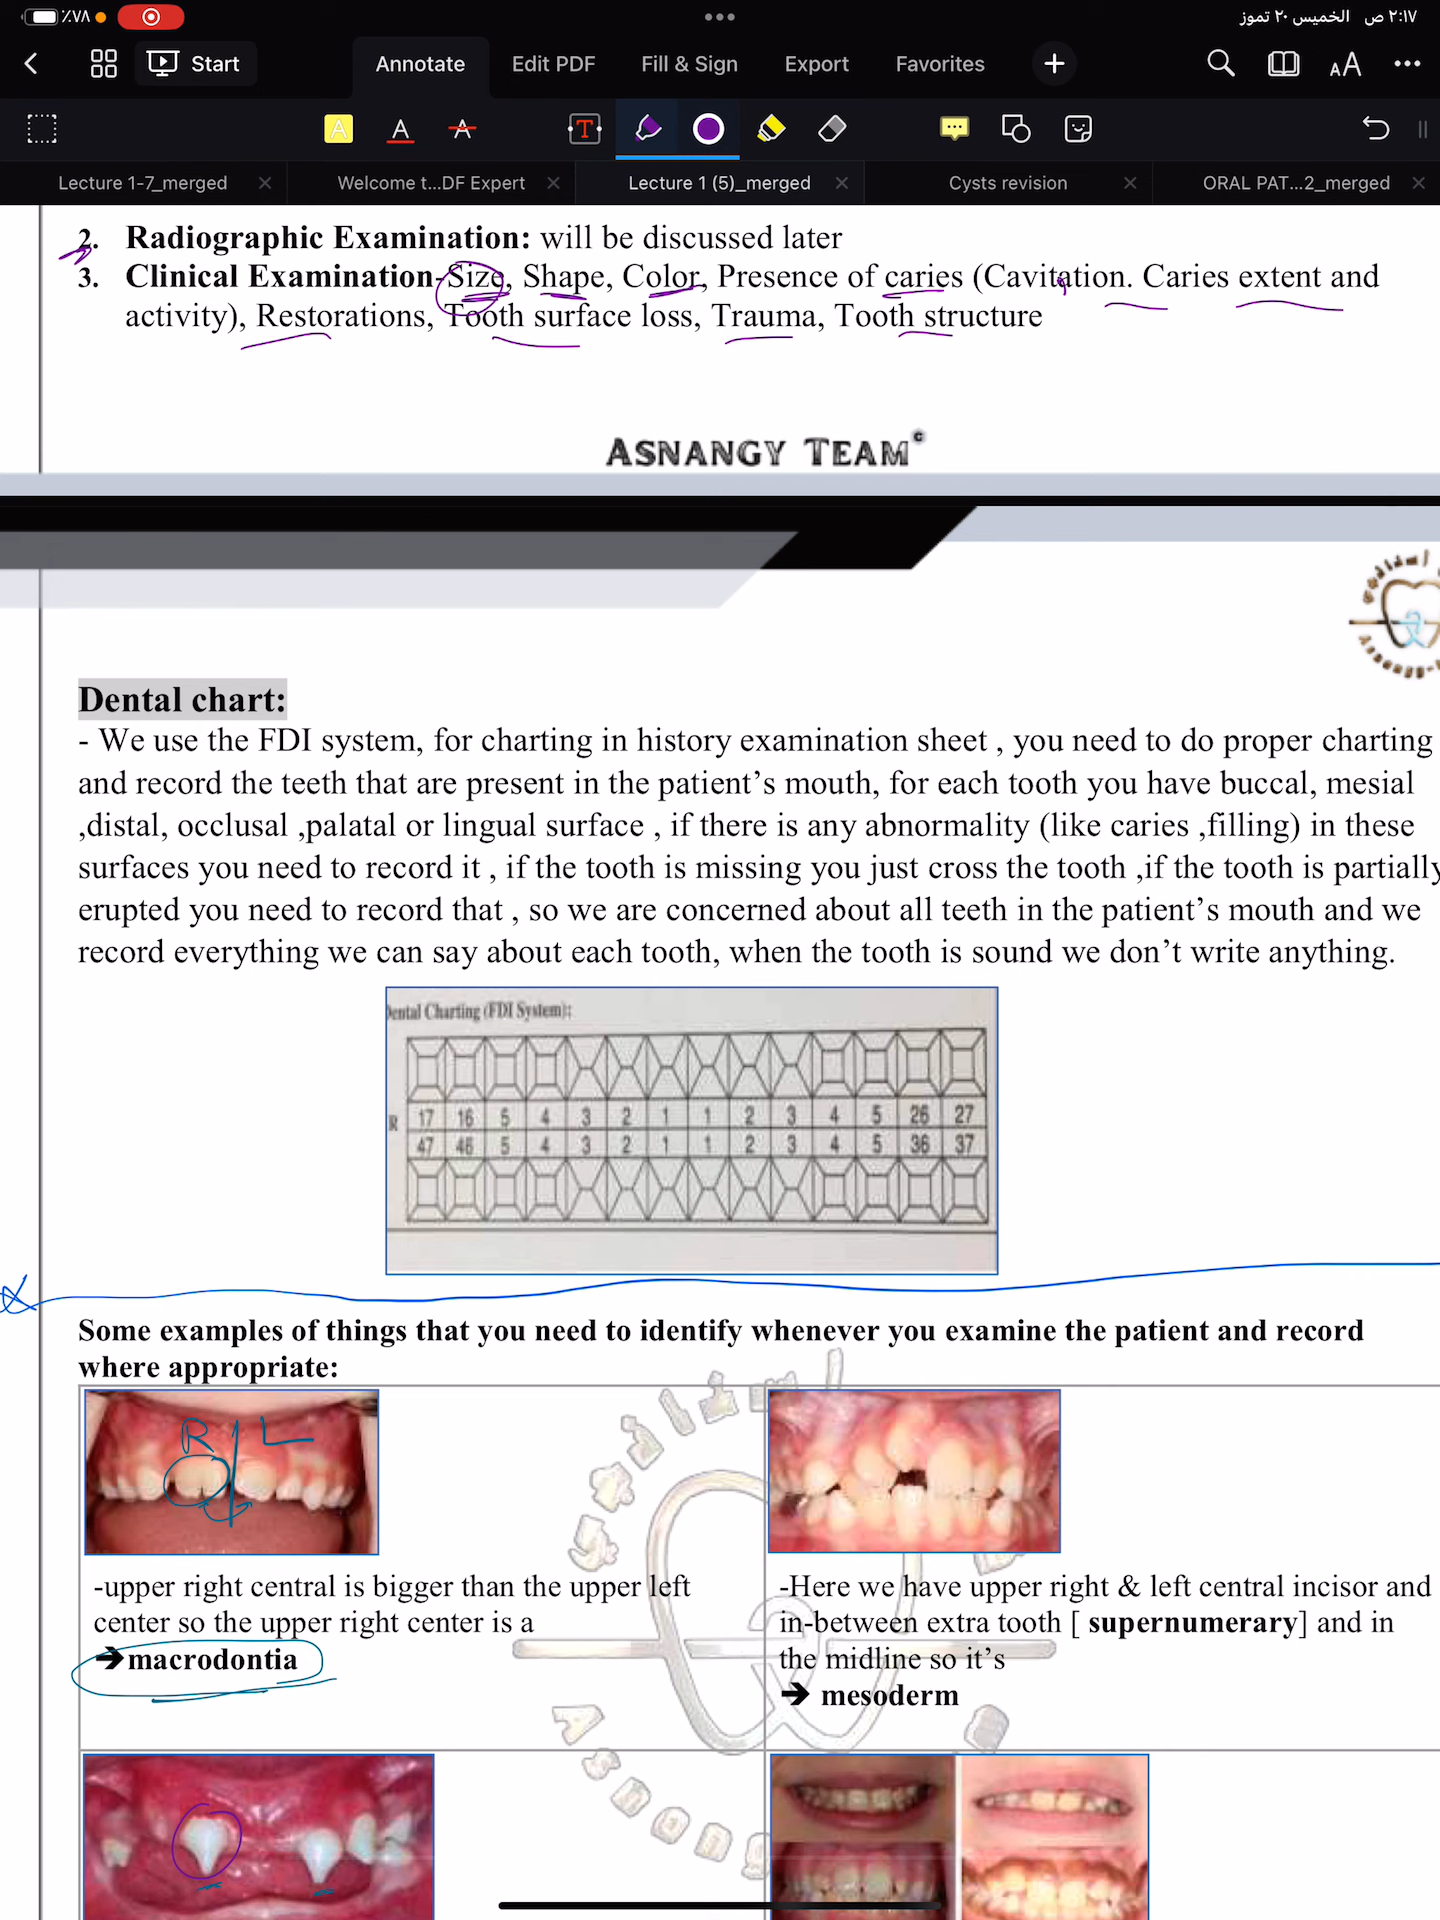 ٪٧٨
٢:١٧ ص الخميس ٢٠ تموز
Start
Annotate
Edit PDF
Fill & Sign
Export
Favorites
AA
A
A
A
T
Lecture 1-7_merged
Welcome t...DF Expert
Lecture 1 (5)_merged
Cysts revision
ORAL PAT...2_merged
2. Radiographic Examination: will be discussed later
3. Clinical Examination-Size, Shape, Color, Presence of caries (Cavitation. Caries extent and
activity), Restorations, Tooth surface loss, Trauma, Tooth structure
ASNANGY TEAM©
Dental chart:
- We use the FDI system, for charting in history examination sheet , you need to do proper charting
and record the teeth that are present in the patient’s mouth, for each tooth you have buccal, mesial
,distal, occlusal ,palatal or lingual surface , if there is any abnormality (like caries ,filling) in these
surfaces you need to record it , if the tooth is missing you just cross the tooth ,if the tooth is partially
erupted you need to record that , so we are concerned about all teeth in the patient’s mouth and we
record everything we can say about each tooth, when the tooth is sound we don’t write anything.
Dental Charting (FDI System):
R
17 16 5 4 3 2 1 1 2 3 4 5 26 27
47 46 5 4 3 2 1 1 2 3 4 5 36 37
Some examples of things that you need to identify whenever you examine the patient and record
where appropriate:
R L
-upper right central is bigger than the upper left
center so the upper right center is a
➔macrodontia
-Here we have upper right & left central incisor and
in-between extra tooth [ supernumerary] and in
the midline so it’s
➔ mesoderm